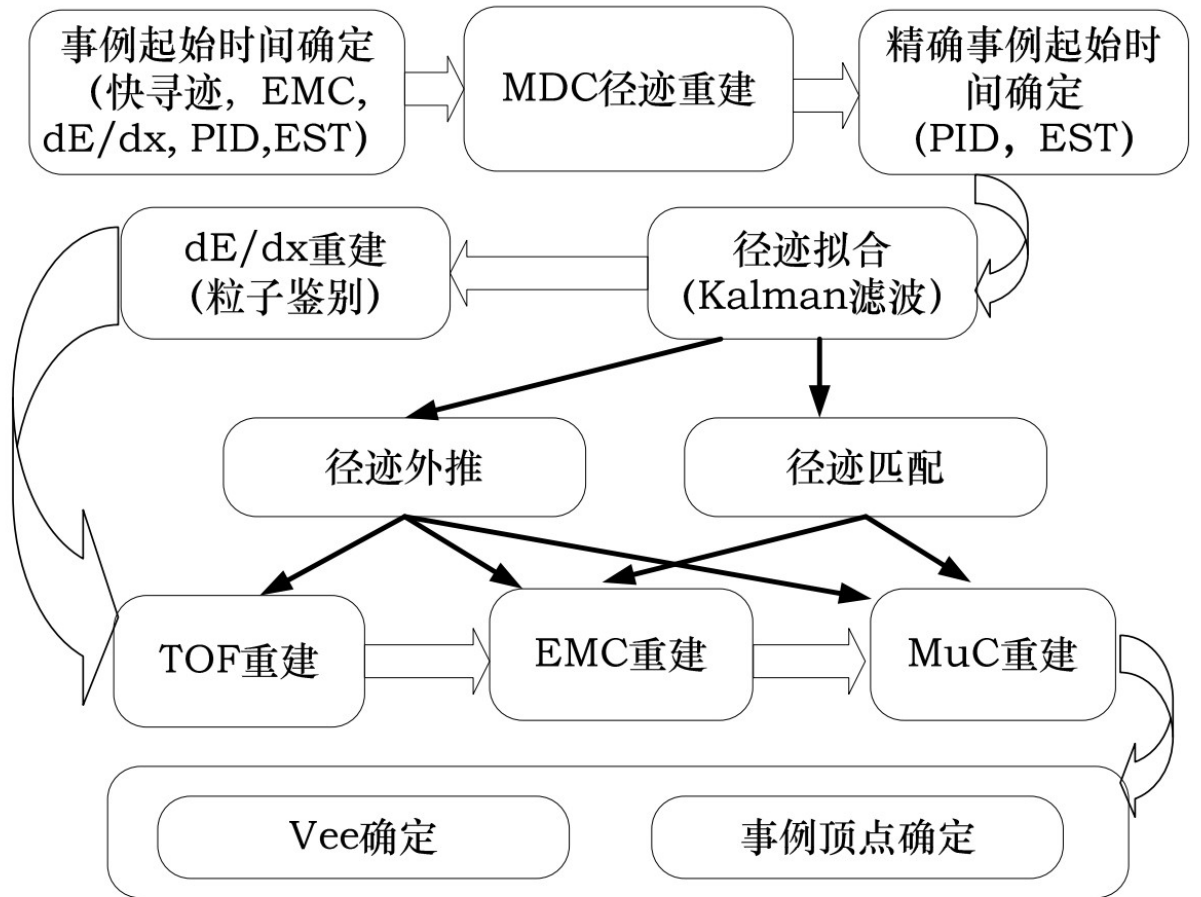 事例起始时间确定
（快寻迹，EMC,
dE/dx, PID,EST）
MDC径迹重建
精确事例起始时
间确定
(PID，EST)
dE/dx重建
(粒子鉴别)
径迹拟合
(Kalman滤波)
径迹外推
径迹匹配
TOF重建
EMC重建
MuC重建
Vee确定
事例顶点确定